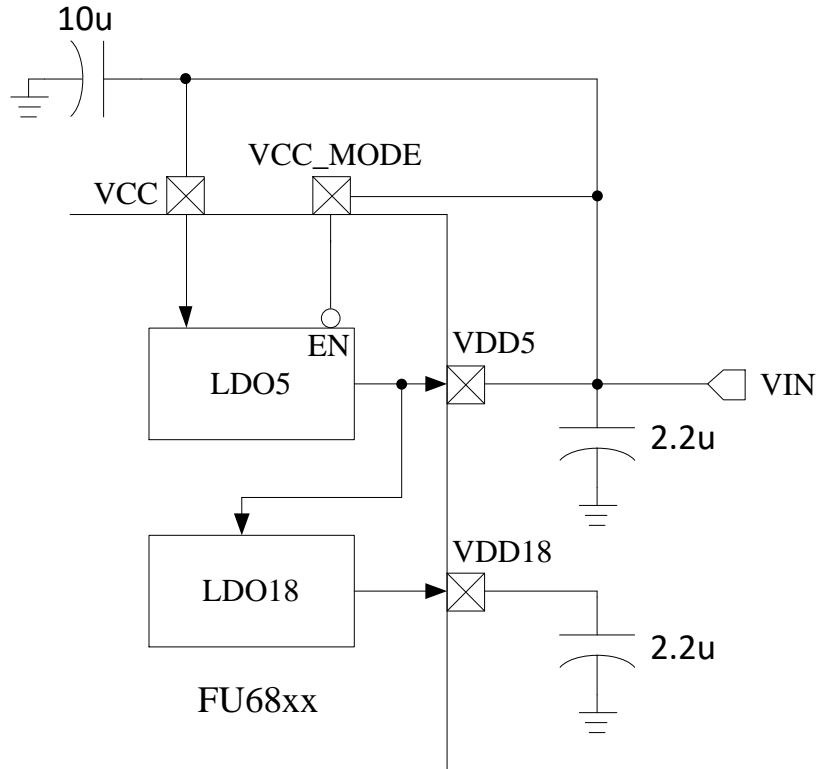 10u
VCC_MODE
VCC
EN
LDO5
VDD5
VIN
2.2u
VDD18
LDO18
2.2u
FU68xx